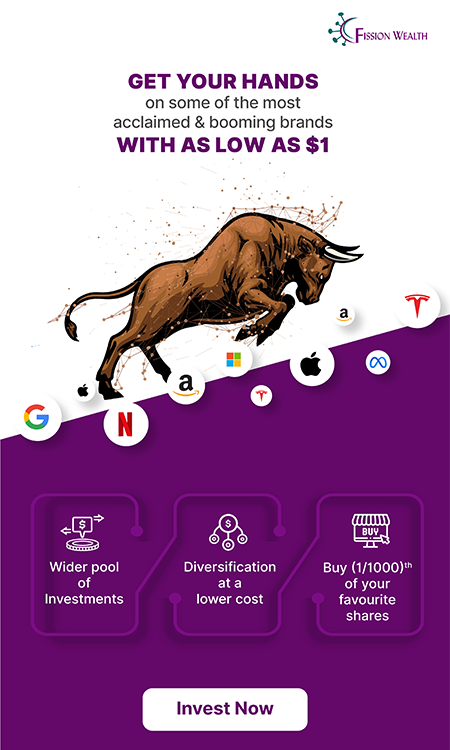 FISSION WEALTH
GET YOUR HANDS
on some of the most
acclaimed & booming brands
WITH AS LOW AS $1
a
a
G
N
$
$
BUY
Wider pool
of
Investments
Diversification
at a
lower cost
Buy (1/1000)th
of your
favourite
shares
Invest Now